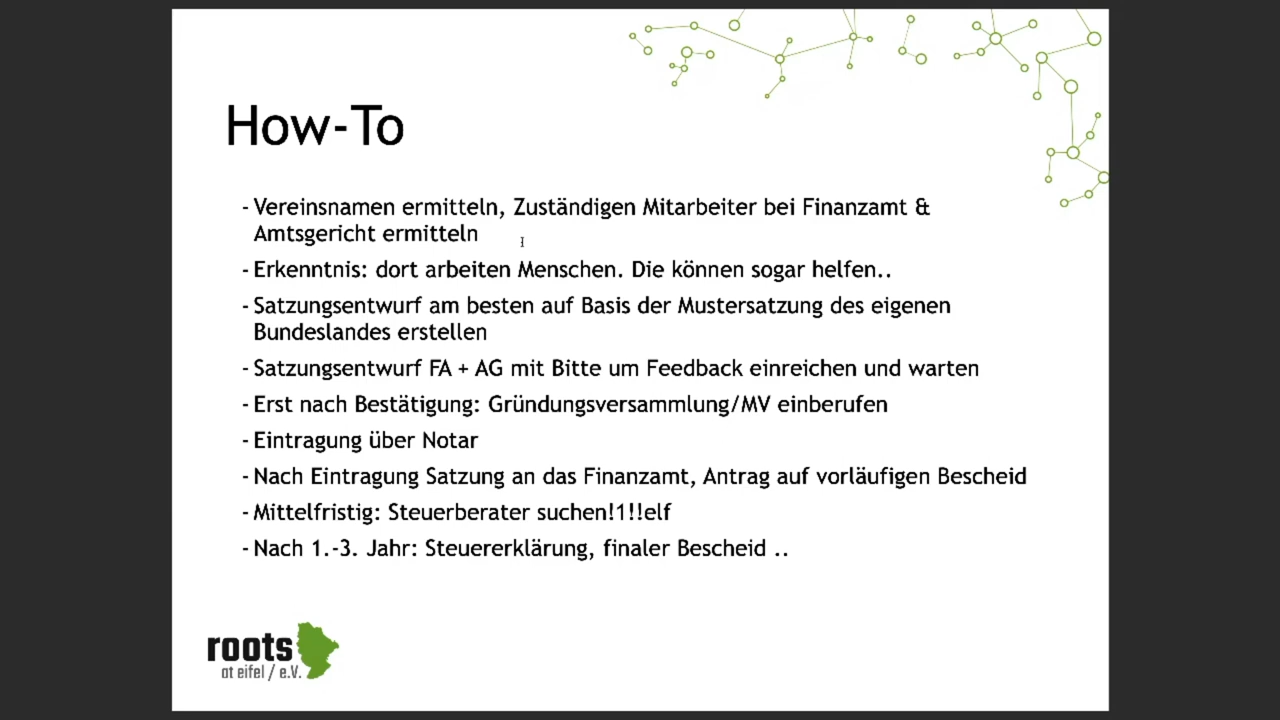 How-To
- Vereinsnamen ermitteln, Zuständigen Mitarbeiter bei Finanzamt &
Amtsgericht ermitteln
- Erkenntnis: dort arbeiten Menschen. Die können sogar helfen..
- Satzungsentwurf am besten auf Basis der Mustersatzung des eigenen
Bundeslandes erstellen
- Satzungsentwurf FA + AG mit Bitte um Feedback einreichen und warten
- Erst nach Bestätigung: Gründungsversammlung/MV einberufen
- Eintragung über Notar
- Nach Eintragung Satzung an das Finanzamt, Antrag auf vorläufigen Bescheid
- Mittelfristig: Steuerberater suchen!1!!elf
- Nach 1.-3. Jahr: Steuererklärung, finaler Bescheid ..
roots
at eifel / e.V.